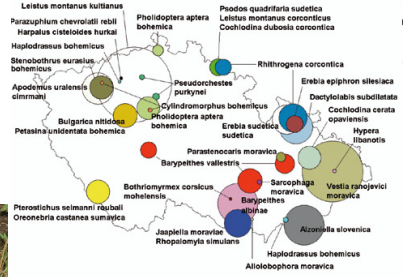 Leistus montanus kultianus
Parazuphium chevrolatii rebli
Harpalus cisteloides hurkai
Haplodrassus bohemicus
Stenobothrus eurasius
bohemicus
Apodemus uralensis
cimrmani
Bulgarica nitidosa
Petasina unidentata bohemica
Pholidoptera aptera
bohemica
Psodos quadrifaria sudetica
Leistus montanus corconticus
Cochlodina dubiosa corcontica
Rhithrogena corcontica
Erebia epiphron silesiaca
Dactylobis subdilatata
Cochlodina cerata
opaviensis
Hypera
libanotis
Pseudorchestes
purkynei
Cylindromorphus bohemicus
Pholidoptera aptera
bohemica
Erebia sudetica
sudetica
Parastenocaris moravica
Barypeithes vallestris
Sarcophaga
moravica
Vestia ranojevici
moravica
Bothriomyrmex corsicus
mohelensis
Barypeithes
albinae
Pterostichus selmanni roubali
Oreonebria castanea sumavica
Jaapiella moraviae
Rhopalomyia simulans
Alzoniella slovenica
Haplodrassus bohemicus
Allolobophora moravica